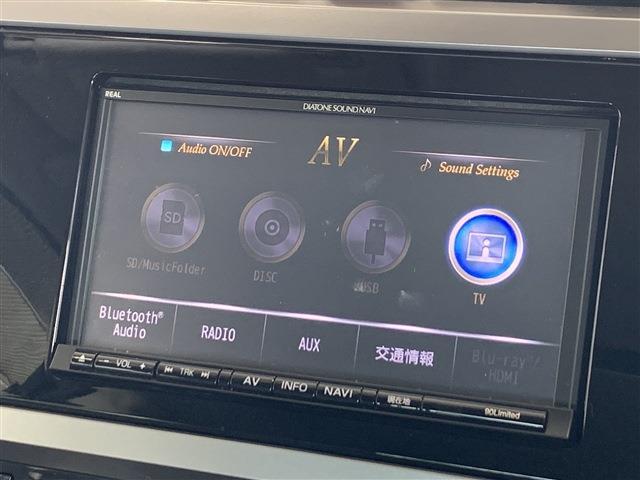 REAL
DIATONE SOUND NAVI
Audio ON/OFF
AV
Sound Settings
SD
SD/MusicFolder
DISC
USB
TV
Bluetooth®
Audio
RADIO
AUX
交通情報
Blu-ray
HDMI
- VOL +
TRK
AV
INFO
NAVI
現在地
90Limited